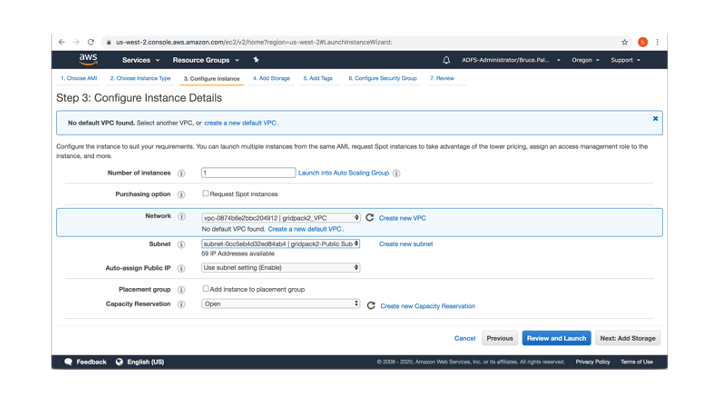 us-west-2.console.aws.amazon.com/ec2/v2/home?region=us-west-2#LaunchInstanceWizard:
aws Services Resource Groups ADFS-Administrator/Bruce.Pal... Oregon Support
1. Choose AMI 2. Choose Instance Type 3. Configure Instance 4. Add Storage 5. Add Tags 6. Configure Security Group 7. Review
Step 3: Configure Instance Details
No default VPC found. Select another VPC, or create a new default VPC.
Configure the instance to suit your requirements. You can launch multiple instances from the same AMI, request Spot instances to take advantage of the lower pricing, assign an access management role to the
instance, and more.
Number of instances 1 Launch into Auto Scaling Group
Purchasing option Request Spot instances
Network vpc-0874b6e2bbc204912 | gridpack2_VPC Create new VPC
No default VPC found. Create a new default VPC.
Subnet subnet-0cc5eb4d32ed84ab4 | gridpack2-Public Sub Create new subnet
59 IP Addresses available
Auto-assign Public IP Use subnet setting (Enable)
Placement group Add instance to placement group
Capacity Reservation Open Create new Capacity Reservation
Cancel Previous Review and Launch Next: Add Storage
Feedback English (US) © 2008 - 2020, Amazon Web Services, Inc. or its affiliates. All rights reserved. Privacy Policy Terms of Use